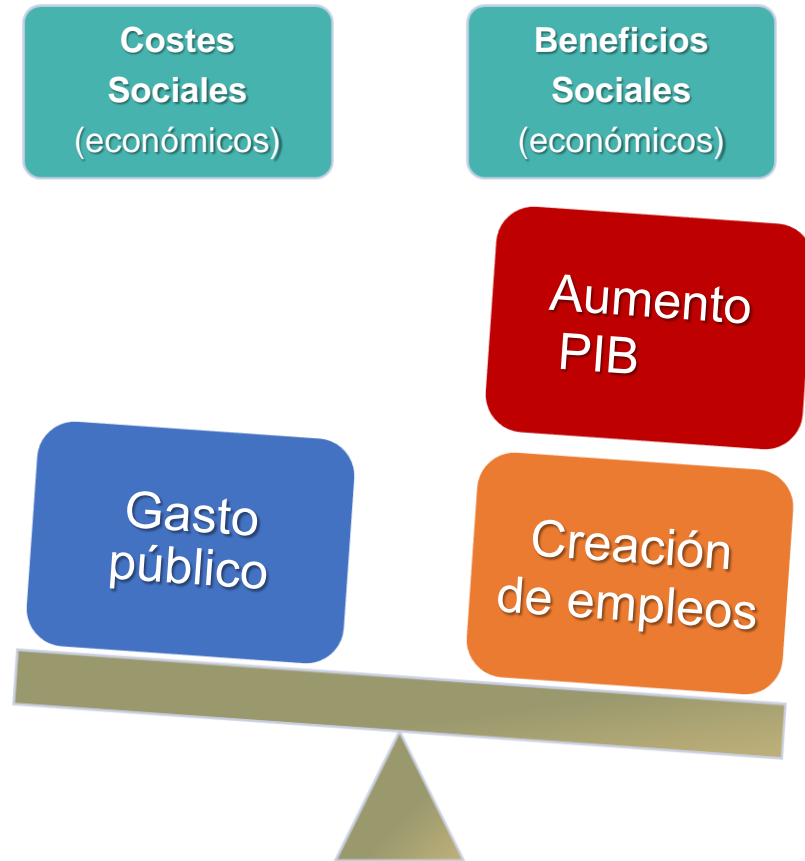 Costes
Sociales
(económicos)
Beneficios
Sociales
(económicos)
Aumento
PIB
Gasto
público
Creación
de empleos